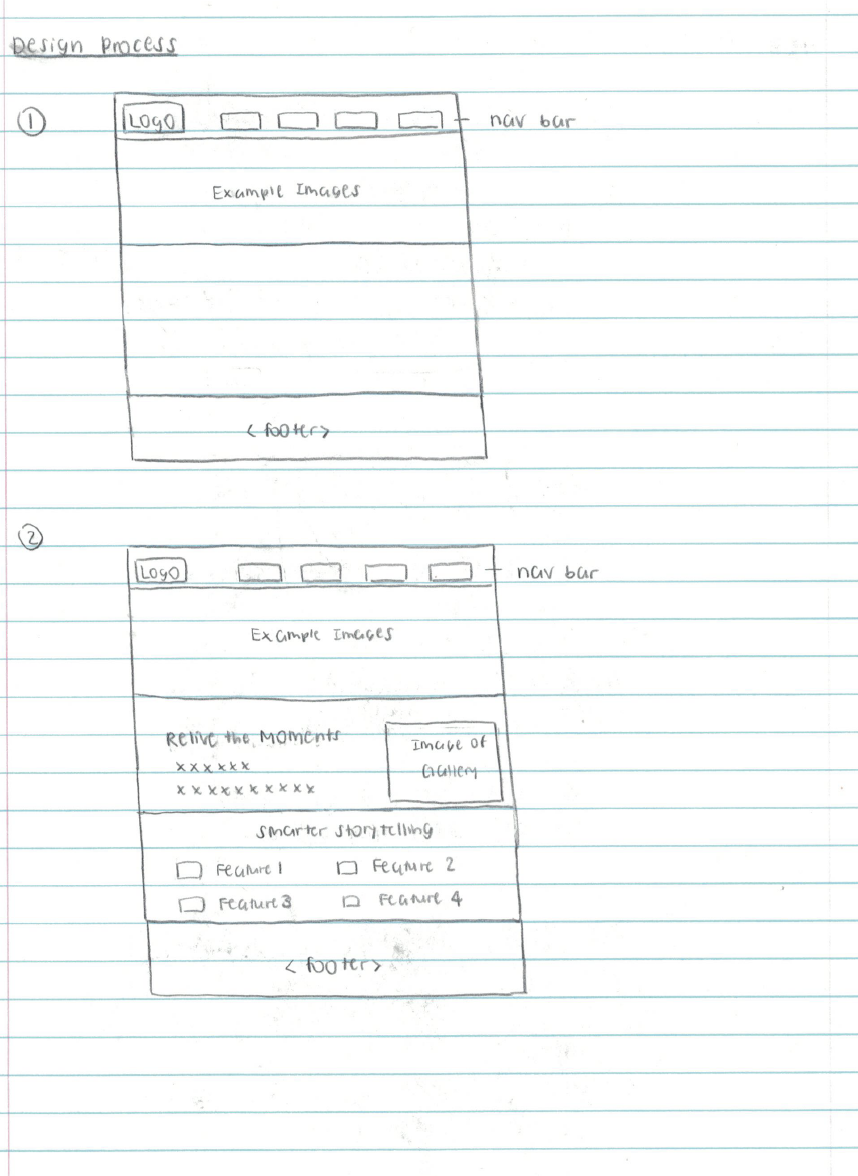 Design Process
1
Logo
nav bar
Example Images
<footer>
2
Logo
nav bar
Example Images
Relive the Moments
xxxxxx
xxxxxxxxxx
Image of
Gallery
Smarter Storytelling
Feature 1
Feature 2
Feature 3
Feature 4
<footer>